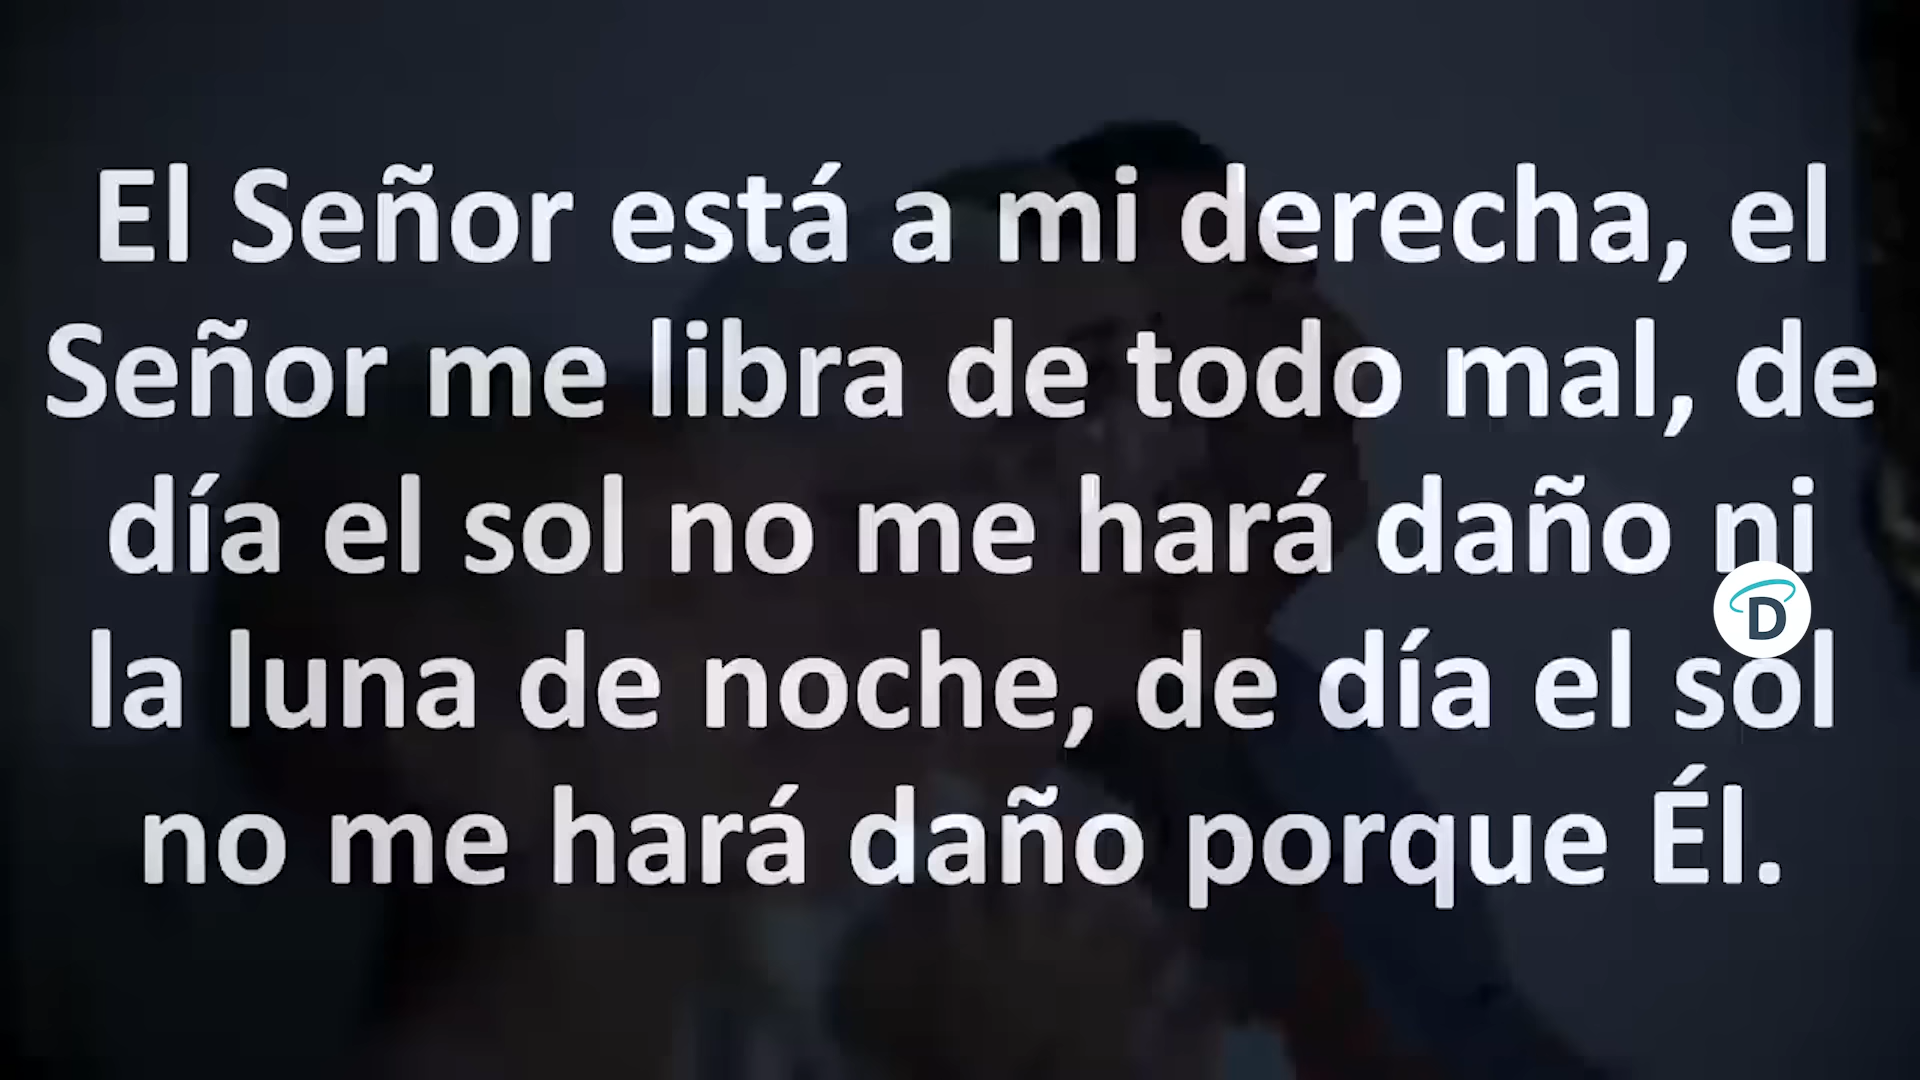 El Señor está a mi derecha, el
Señor me libra de todo mal, de
día el sol no me hará daño ni
la luna de noche, de día el sol
no me hará daño porque Él.
D